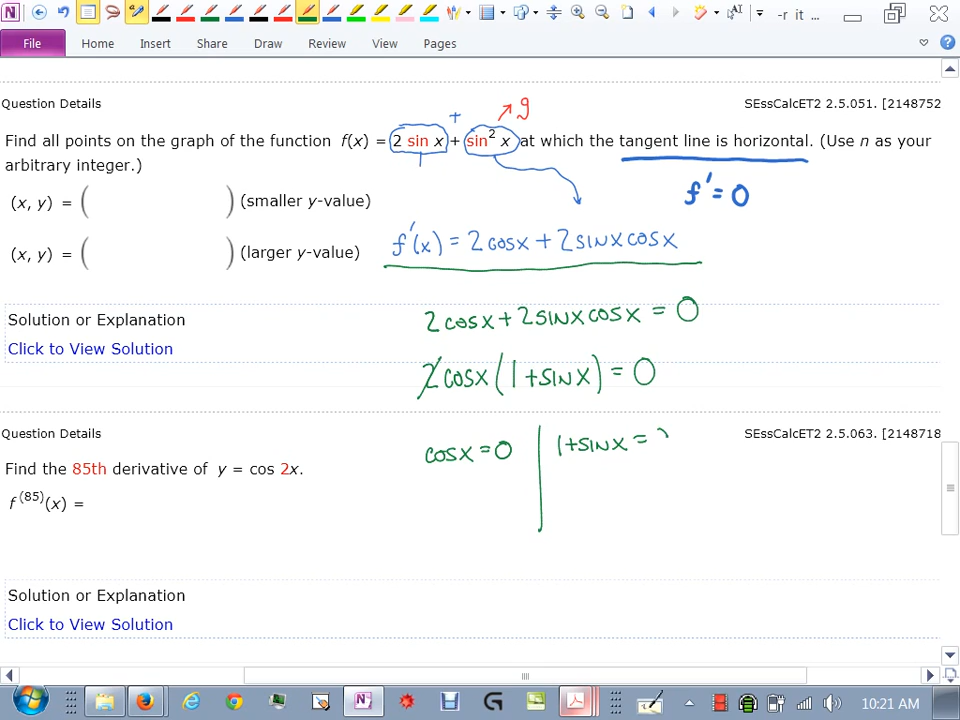 File Home Insert Share Draw Review View Pages
-r it ...
Question Details SEssCalcET2 2.5.051. [2148752
+ g
Find all points on the graph of the function f(x) = 2 sin x + sin² x at which the tangent line is horizontal. (Use n as your
arbitrary integer.)
f' = 0
(x, y) = ( ) (smaller y-value)
f'(x) = 2cosx + 2sinxcosx
(x, y) = ( ) (larger y-value)
2cosx + 2sinxcosx = 0
Solution or Explanation
Click to View Solution
2cosx(1+sinx) = 0
Question Details SEssCalcET2 2.5.063. [2148718
cosx = 0 | 1+sinx =
Find the 85th derivative of y = cos 2x.
f^(85)(x) =
Solution or Explanation
Click to View Solution
10:21 AM